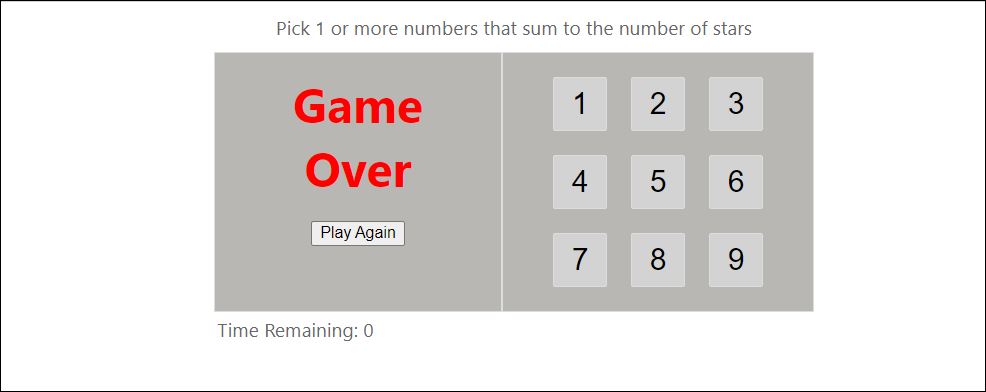 Pick 1 or more numbers that sum to the number of stars
Game
Over
Play Again
1 2 3
4 5 6
7 8 9
Time Remaining: 0